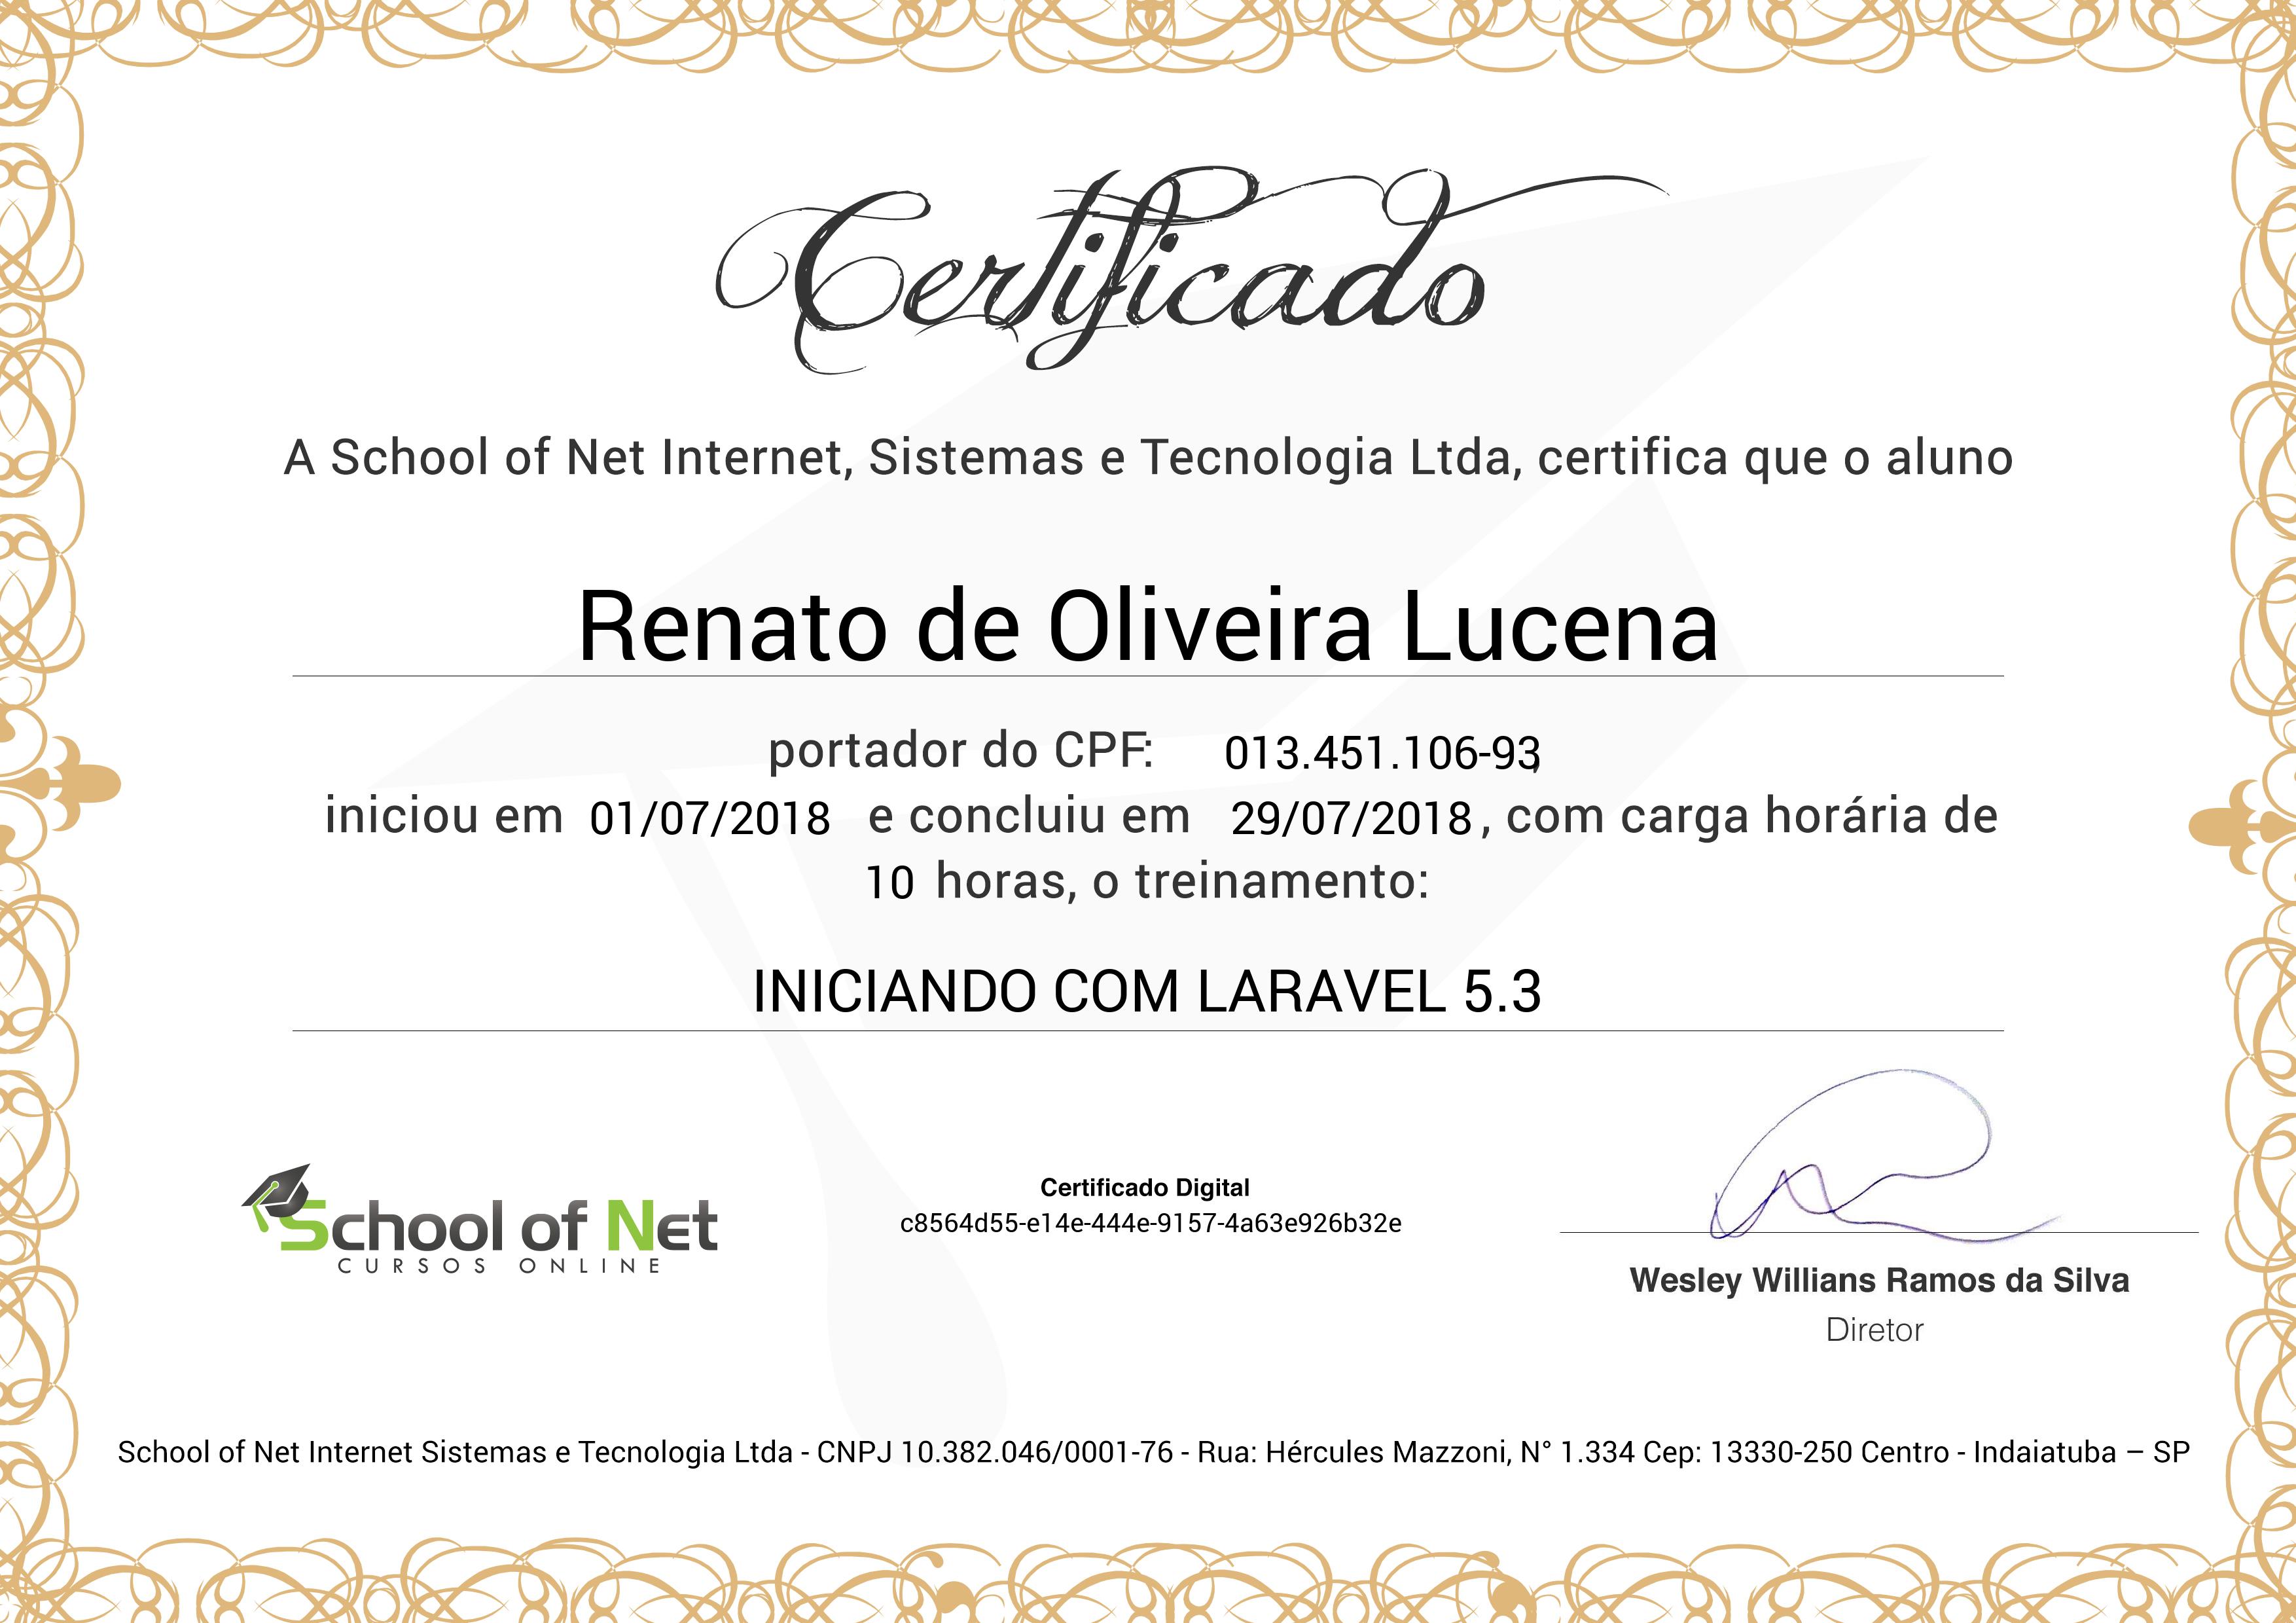 Certificado
A School of Net Internet, Sistemas e Tecnologia Ltda, certifica que o aluno
Renato de Oliveira Lucena
portador do CPF: 013.451.106-93,
iniciou em 01/07/2018 e concluiu em 29/07/2018, com carga horária de
10 horas, o treinamento:
INICIANDO COM LARAVEL 5.3
School of Net
CURSOS ONLINE
Certificado Digital
c8564d55-e14e-444e-9157-4a63e926b32e
Wesley Willians Ramos da Silva
Diretor
School of Net Internet Sistemas e Tecnologia Ltda - CNPJ 10.382.046/0001-76 - Rua: Hércules Mazzoni, N° 1.334 Cep: 13330-250 Centro - Indaiatuba – SP